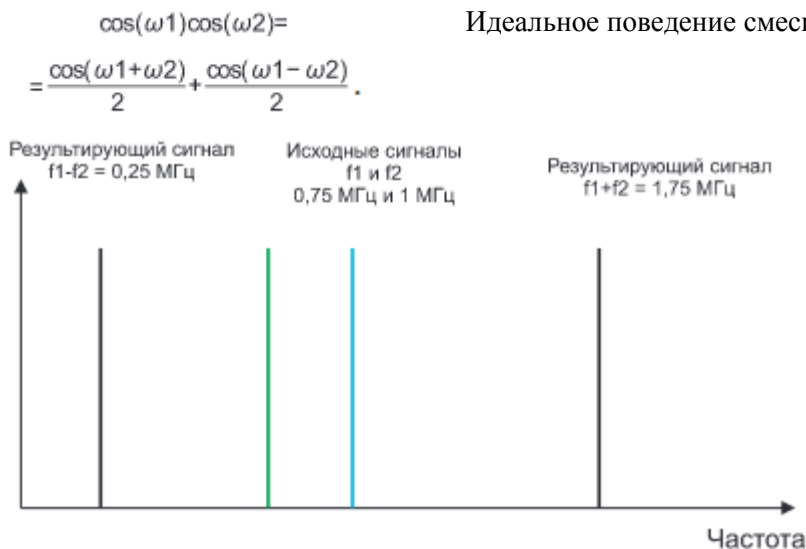 cos(ω1)cos(ω2)=
Идеальное поведение
= cos(ω1+ω2)/2 + cos(ω1− ω2)/2 .
Результирующий сигнал
f1-f2 = 0,25 МГц
Исходные сигналы
f1 и f2
0,75 МГц и 1 МГц
Результирующий сигнал
f1+f2 = 1,75 МГц
Частота